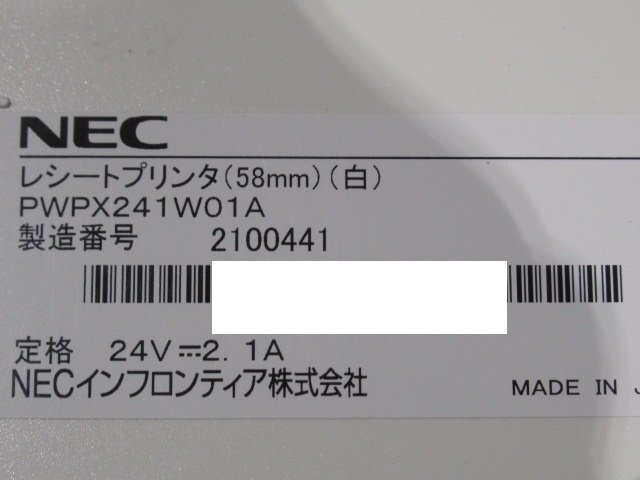 NEC
レシートプリンタ(58mm)(白)
PWPX241W01A
製造番号 2100441
定格 24V⎓2.1A
NECインフロンティア株式会社
MADE IN J